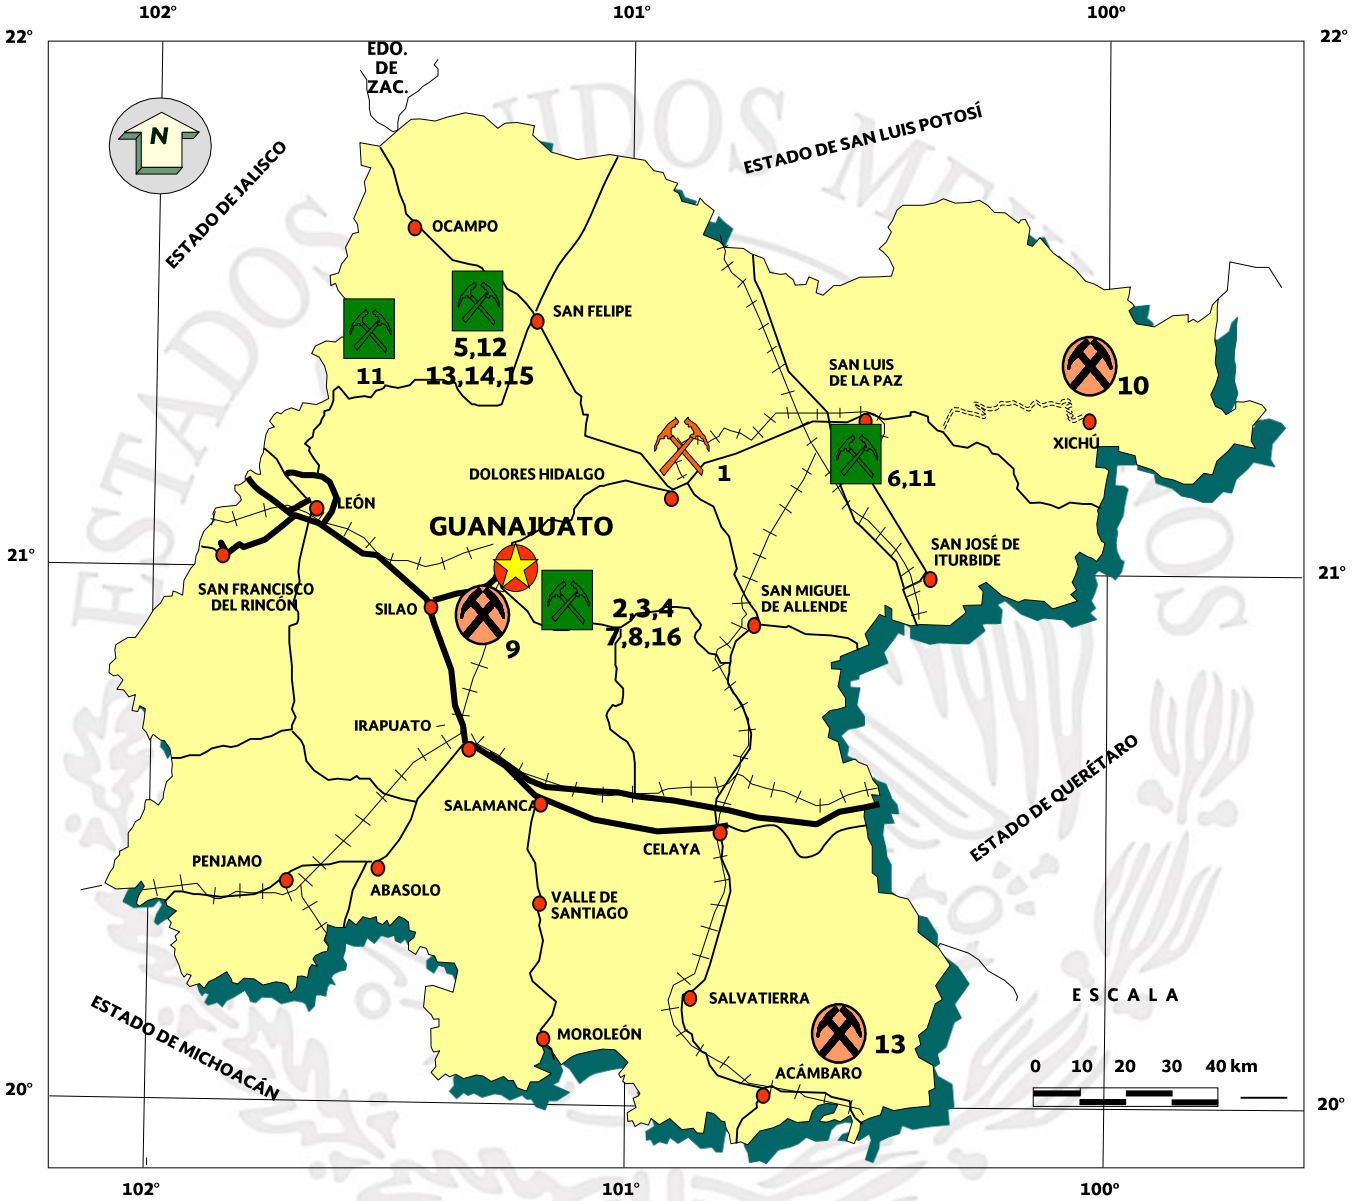 102°
101°
100°
22°
22°
EDO.
DE
ZAC.
N
ESTADO DE JALISCO
ESTADO DE SAN LUIS POTOSÍ
ESTADOS UNIDOS MEXICANOS
OCAMPO
SAN FELIPE
5,12
13,14,15
11
SAN LUIS
DE LA PAZ
10
XICHÚ
DOLORES HIDALGO
1
6,11
LEÓN
GUANAJUATO
SAN JOSÉ DE
ITURBIDE
21°
21°
SAN FRANCISCO
DEL RINCÓN
SILAO
SAN MIGUEL
DE ALLENDE
2,3,4
7,8,16
9
IRAPUATO
ESTADO DE QUERÉTARO
SALAMANCA
CELAYA
PENJAMO
ABASOLO
VALLE DE
SANTIAGO
SALVATIERRA
ESCALA
ESTADO DE MICHOACÁN
MOROLEÓN
13
ACÁMBARO
0 10 20 30 40 km
20°
20°
102°
101°
100°